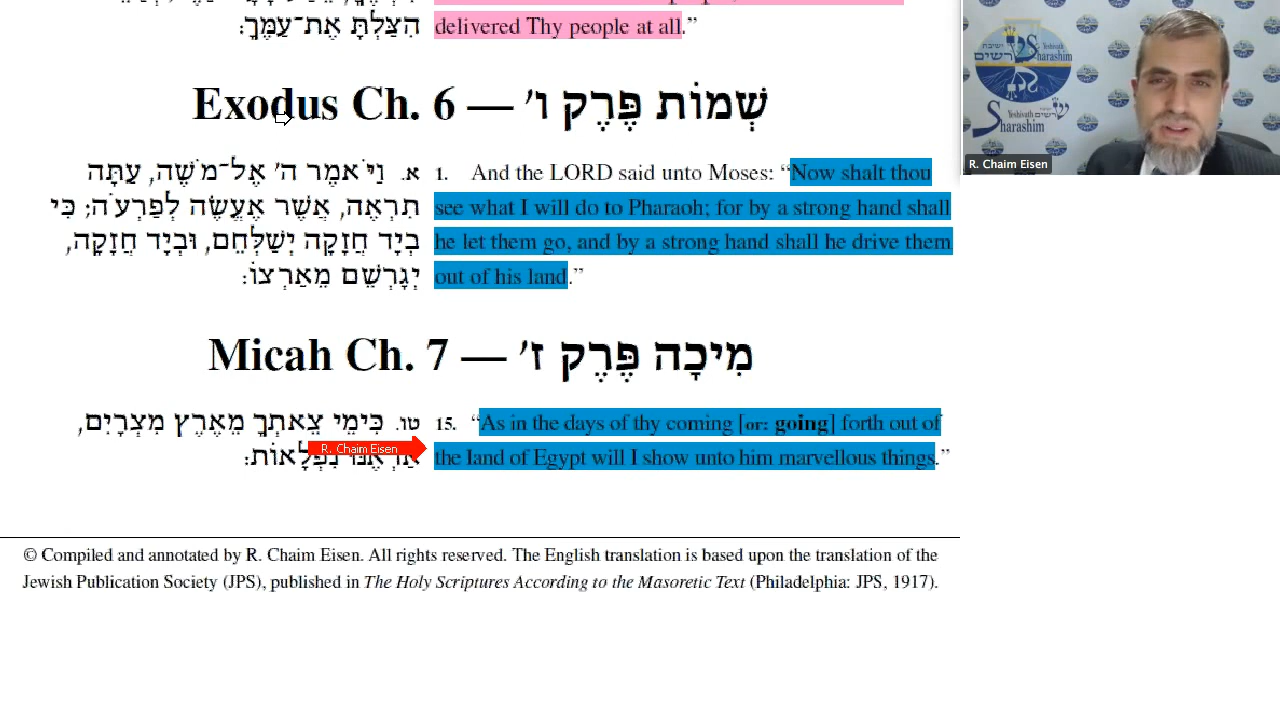 הִצַּלְתָּ אֶת־עַמֶּךָ:
delivered Thy people at all.”
Exodus Ch. 6 — שְׁמוֹת פֶּרֶק ו׳
א. וַיֹּאמֶר ה׳ אֶל־מֹשֶׁה, עַתָּה
תִרְאֶה, אֲשֶׁר אֶעֱשֶׂה לְפַרְעֹה; כִּי
בְיָד חֲזָקָה יְשַׁלְּחֵם, וּבְיָד חֲזָקָה,
יְגָרְשֵׁם מֵאַרְצוֹ:
1. And the LORD said unto Moses: “Now shalt thou
see what I will do to Pharaoh; for by a strong hand shall
he let them go, and by a strong hand shall he drive them
out of his land.”
Micah Ch. 7 — מִיכָה פֶּרֶק ז׳
טו. כִּימֵי צֵאתְךָ מֵאֶרֶץ מִצְרָיִם,
נִפְלָאוֹת:
R. Chaim Eisen
15. “As in the days of thy coming [or: going] forth out of
the land of Egypt will I show unto him marvellous things.”
© Compiled and annotated by R. Chaim Eisen. All rights reserved. The English translation is based upon the translation of the
Jewish Publication Society (JPS), published in The Holy Scriptures According to the Masoretic Text (Philadelphia: JPS, 1917).
ישיבת שרשים
Yeshivath
Sharashim
Yeshivath שרשים
Sharashim
R. Chaim Eisen